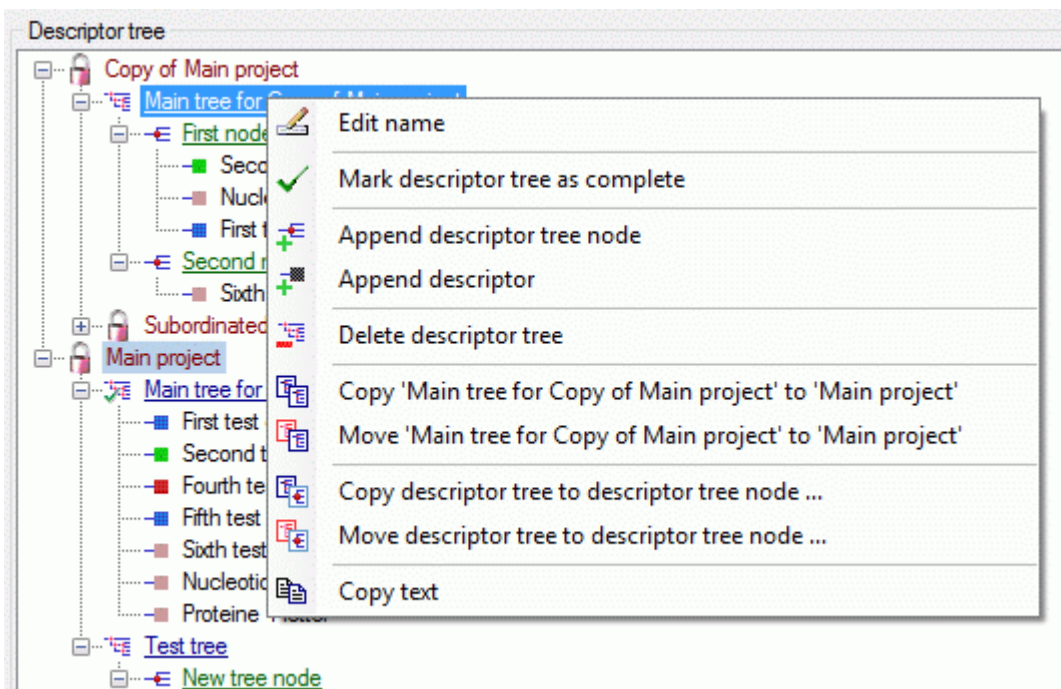 Descriptor tree
Copy of Main project
Main tree for Copy of Main project
First node
First
Second
Sixth
Subordinated
Main project
Main tree for
First test
Second
Fourth
Fifth test
Sixth test
Proteine
Test tree
New tree node
Edit name
Mark descriptor tree as complete
Append descriptor tree node
Append descriptor
Delete descriptor tree
Copy 'Main tree for Copy of Main project' to 'Main project'
Move 'Main tree for Copy of Main project' to 'Main project'
Copy descriptor tree to descriptor tree node ...
Move descriptor tree to descriptor tree node ...
Copy text